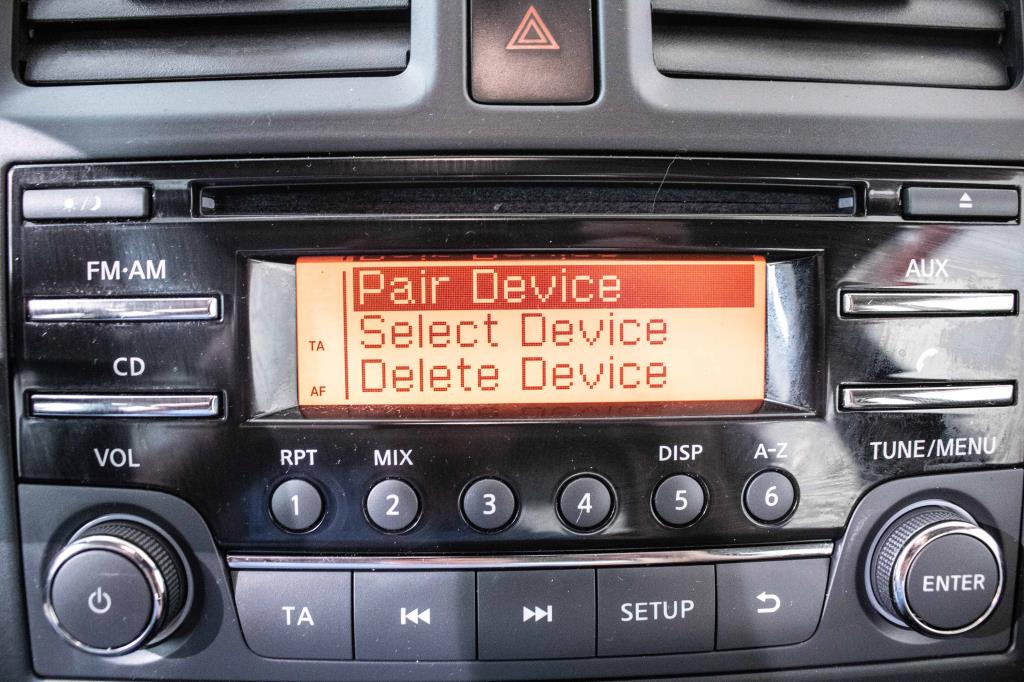 FM·AM
AUX
Pair Device
Select Device
TA
Delete Device
AF
CD
VOL
RPT
MIX
DISP
A-Z
TUNE/MENU
1
2
3
4
5
6
TA
SETUP
ENTER